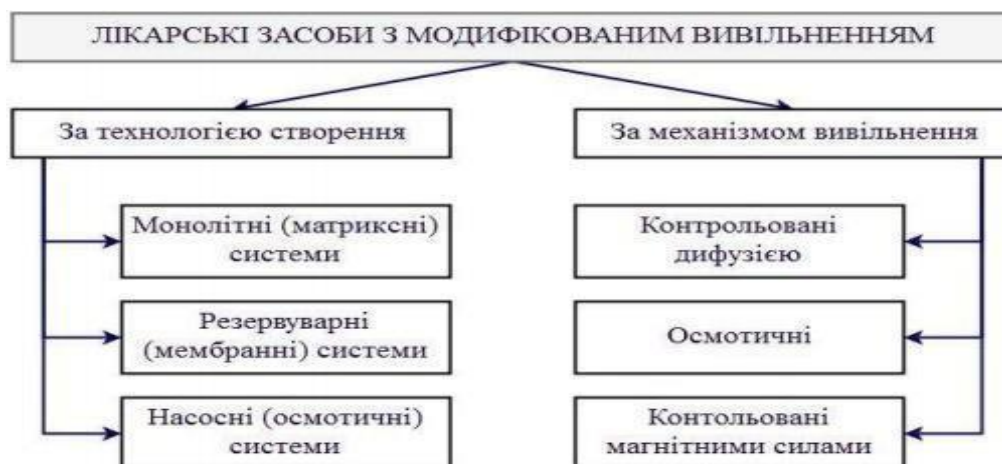 ЛІКАРСЬКІ ЗАСОБИ З МОДИФІКОВАНИМ ВИВІЛЬНЕННЯМ
За технологією створення
Монолітні (матриксні)
системи
Резервуарні
(мембранні) системи
Насосні (осмотичні)
системи
За механізмом вивільнення
Контрольовані
дифузією
Осмотичні
Контольовані
магнітними силами